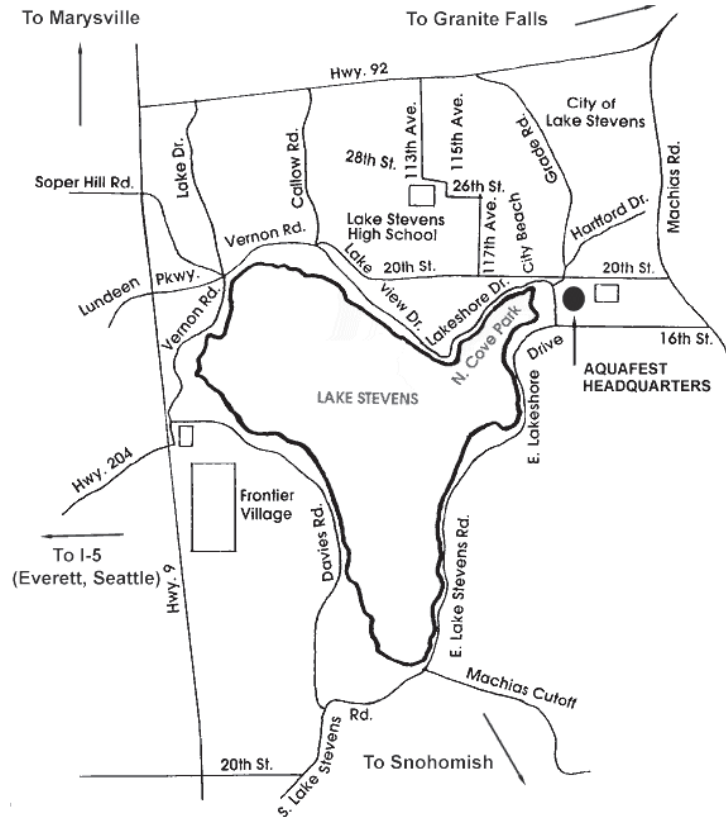 To Marysville
To Granite Falls
Hwy. 92
City of
Lake Stevens
Lake Dr.
Callow Rd.
113th Ave.
115th Ave.
Grade Rd.
Machias Rd.
28th St.
26th St.
Soper Hill Rd.
Lake Stevens
High School
117th Ave.
City Beach
Hartford Dr.
Vernon Rd.
Lake
view Dr.
20th St.
20th St.
Lundeen
Pkwy.
Vernon Rd.
Lakeshore Dr.
N. Cove Park
16th St.
E. Lakeshore
Drive
AQUAFEST
HEADQUARTERS
LAKE STEVENS
Hwy. 204
Frontier
Village
Davies Rd.
To I-5
(Everett, Seattle)
Hwy. 9
E. Lake Stevens Rd.
Machias Cutoff
S. Lake Stevens
Rd.
To Snohomish
20th St.